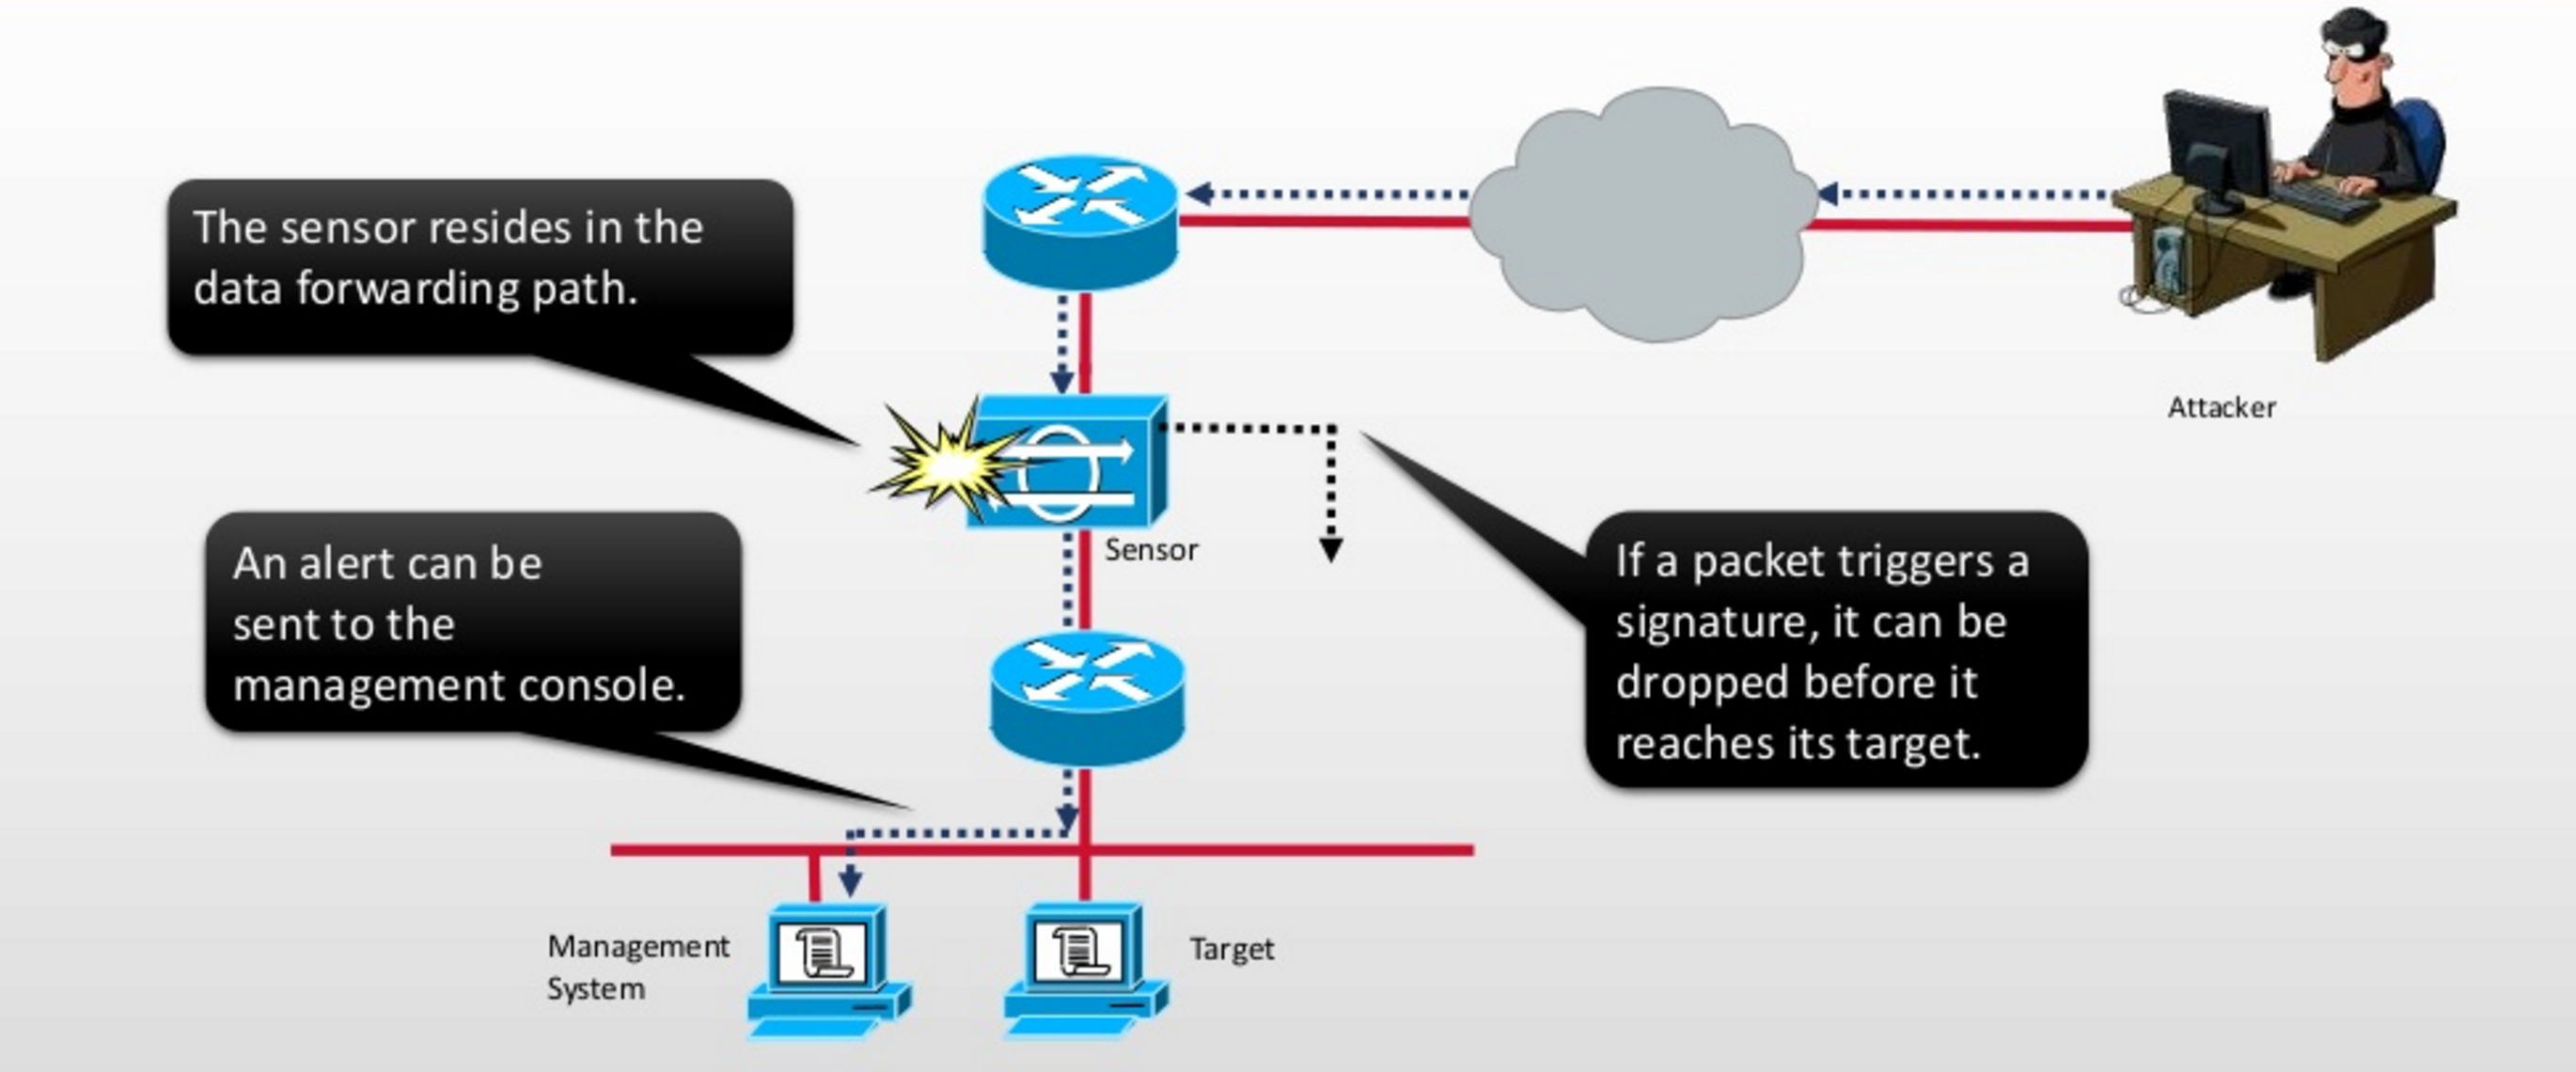 The sensor resides in the
data forwarding path.
Attacker
Sensor
An alert can be
sent to the
management console.
If a packet triggers a
signature, it can be
dropped before it
reaches its target.
Management
System
Target